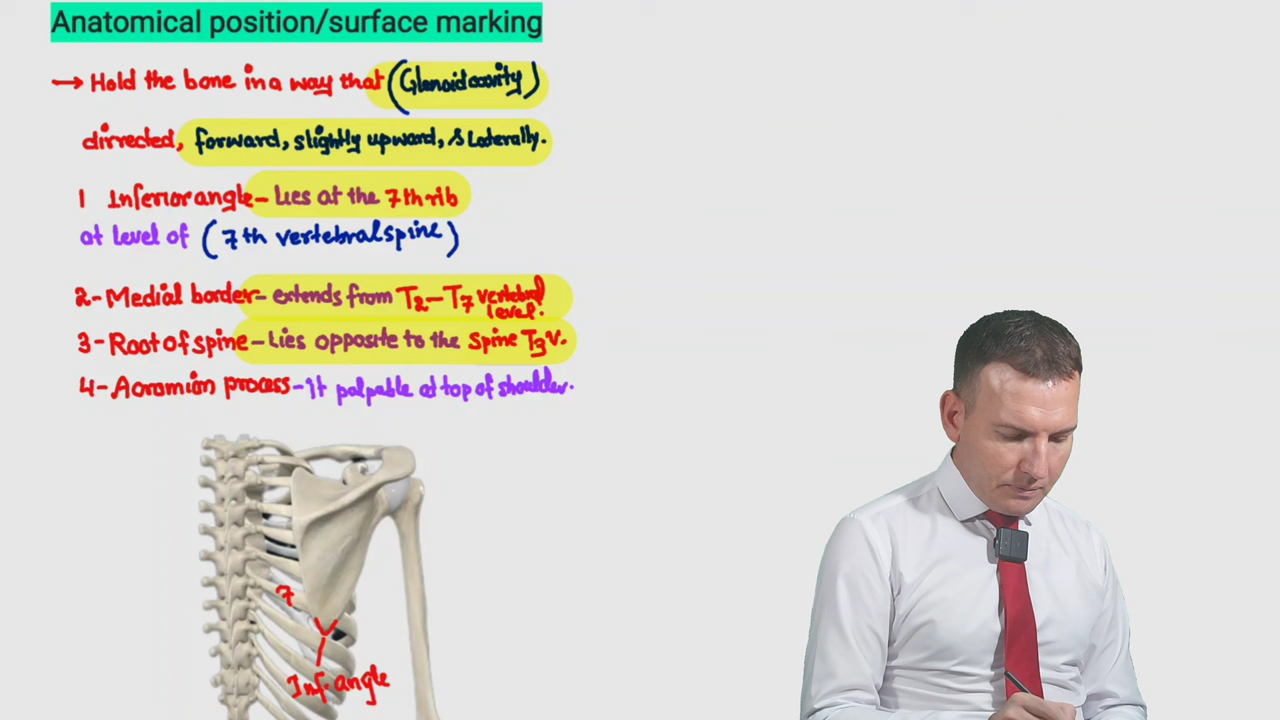 Anatomical position/surface marking
→ Hold the bone in a way that (Glenoid cavity)
dirrected, forward, slightly upward, & Laterally.
1 Inferior angle - Lies at the 7th rib
at level of (7th vertebral spine)
2- Medial border - extends from T2-T7 vertebral
level.
3- Root of spine - Lies opposite to the spine T3 V.
4- Acromian process - it palpable at top of shoulder.
7
Inf. angle